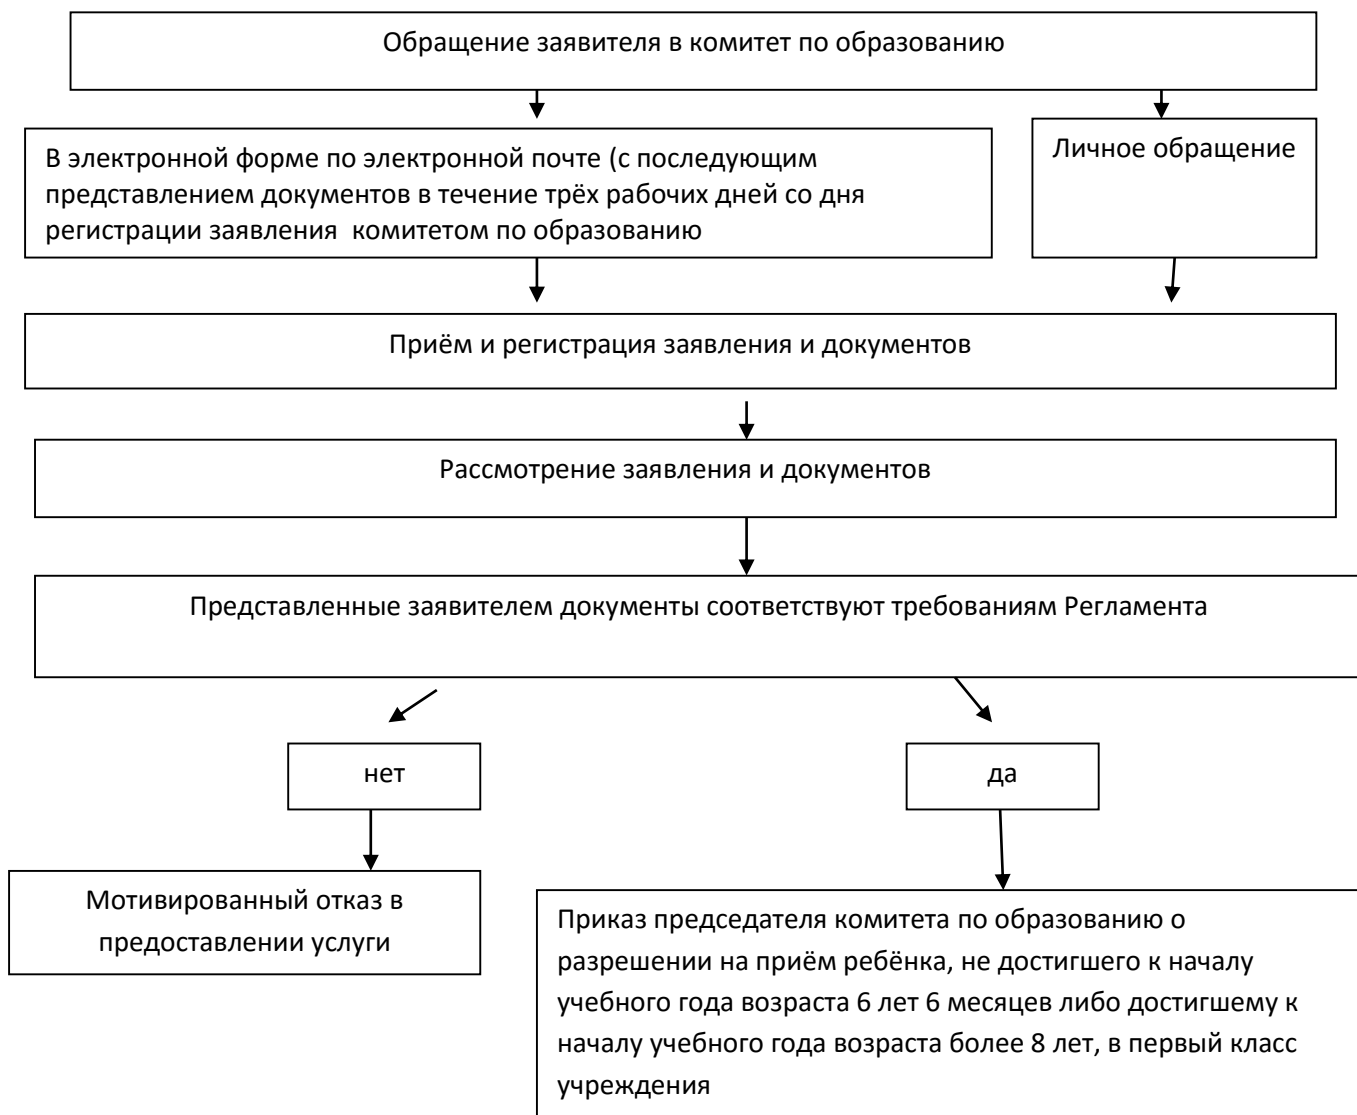 Обращение заявителя в комитет по образованию
В электронной форме по электронной почте (с последующим
представлением документов в течение трёх рабочих дней со дня
регистрации заявления  комитетом по образованию
Личное обращение
Приём и регистрация заявления и документов
Рассмотрение заявления и документов
Представленные заявителем документы соответствуют требованиям Регламента
нет
да
Мотивированный отказ в
предоставлении услуги
Приказ председателя комитета по образованию о
разрешении на приём ребёнка, не достигшего к началу
учебного года возраста 6 лет 6 месяцев либо достигшему к
началу учебного года возраста более 8 лет, в первый класс
учреждения